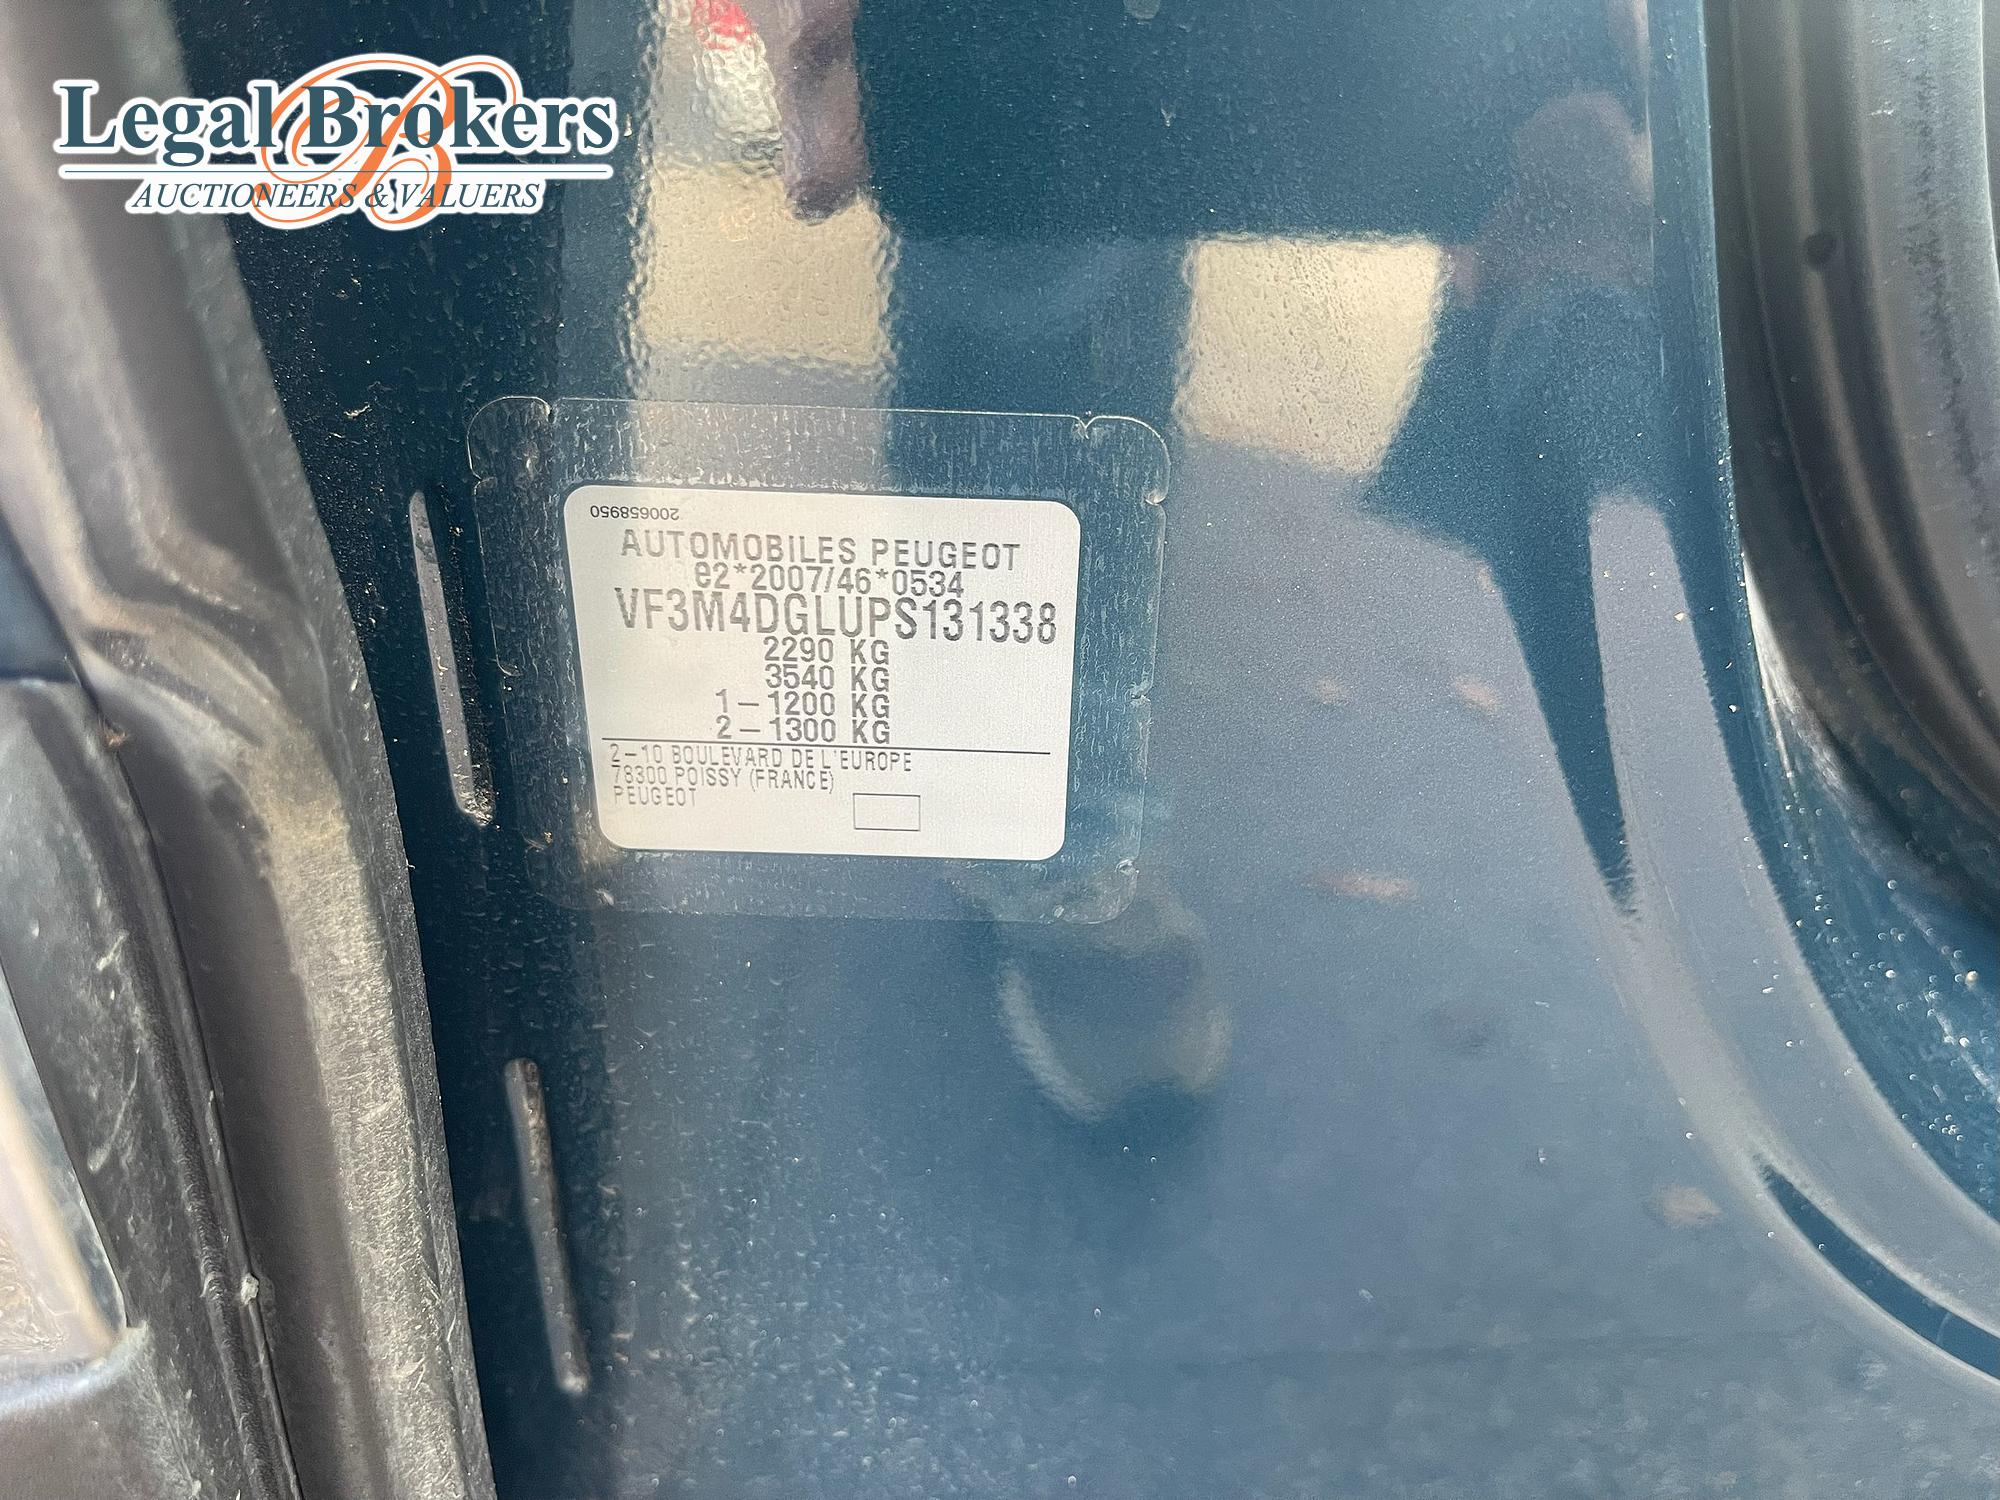 Legal Brokers
AUCTIONEERS & VALUERS
200658950
AUTOMOBILES PEUGEOT
e2*2007/46*0534
VF3M4DGLUPS131338
2290 KG
3540 KG
1-1200 KG
2-1300 KG
2-10 BOULEVARD DE L'EUROPE
78300 POISSY (FRANCE)
PEUGEOT